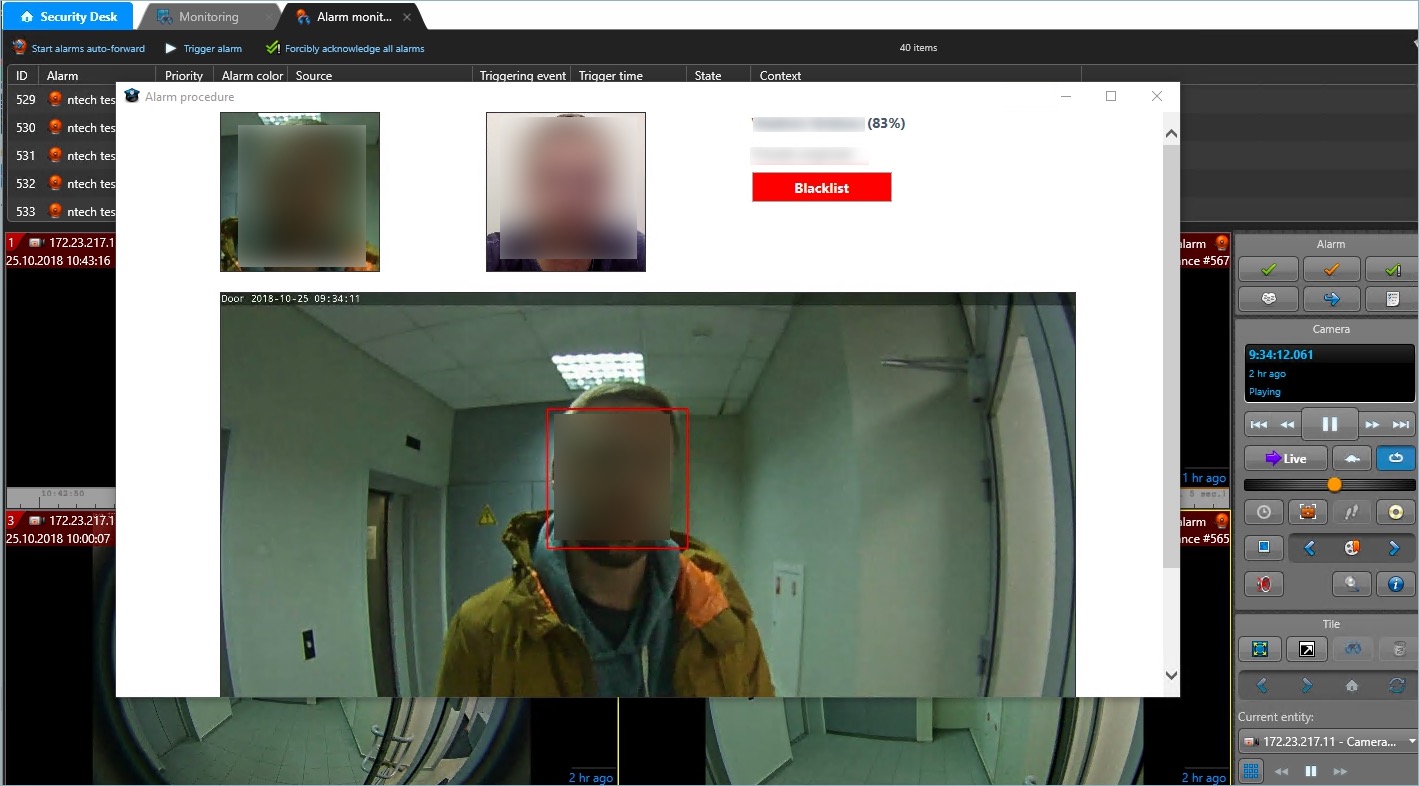 Security Desk
Monitoring
Alarm monit...
Start alarms auto-forward
Trigger alarm
Forcibly acknowledge all alarms
40 items
ID Alarm Priority Alarm color Source Triggering event Trigger time State Context
529 ntech tes
530 ntech tes
531 ntech tes
532 ntech tes
533 ntech tes
Alarm procedure
(83%)
Blacklist
Door 2018-10-25 09:34:11
1 172.23.217.1
25.10.2018 10:43:16
10:42:50
3 172.23.217.1
25.10.2018 10:00:07
2 hr ago
alarm
ance #567
1 hr ago
5 sec.)
alarm
ance #565
2 hr ago
Alarm
Camera
9:34:12.061
2 hr ago
Playing
Live
Tile
Current entity:
172.23.217.11 - Camera...